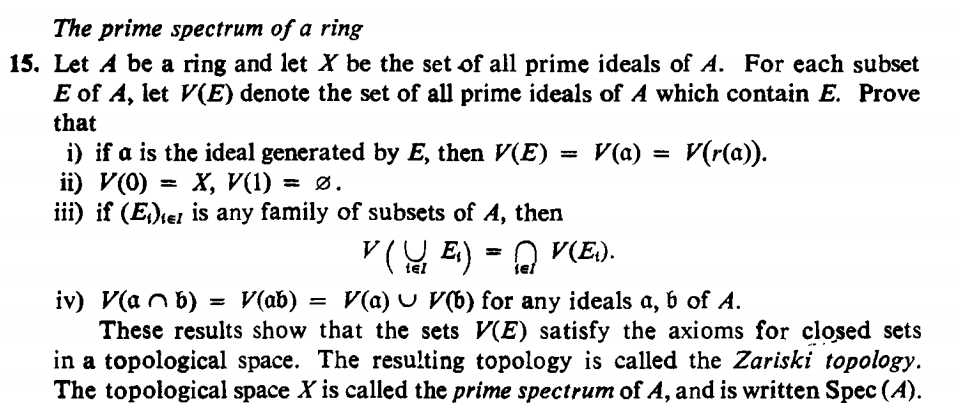 The prime spectrum of a ring
15. Let A be a ring and let X be the set of all prime ideals of A. For each subset
E of A, let V(E) denote the set of all prime ideals of A which contain E. Prove
that
i) if 𝔞 is the ideal generated by E, then V(E) = V(𝔞) = V(r(𝔞)).
ii) V(0) = X, V(1) = ∅.
iii) if (Eᵢ)ᵢ∈I is any family of subsets of A, then
V(⋃ᵢ∈I Eᵢ) = ⋂ᵢ∈I V(Eᵢ).
iv) V(𝔞 ∩ 𝔟) = V(𝔞𝔟) = V(𝔞) ∪ V(𝔟) for any ideals 𝔞, 𝔟 of A.
These results show that the sets V(E) satisfy the axioms for closed sets
in a topological space. The resulting topology is called the Zariski topology.
The topological space X is called the prime spectrum of A, and is written Spec (A).